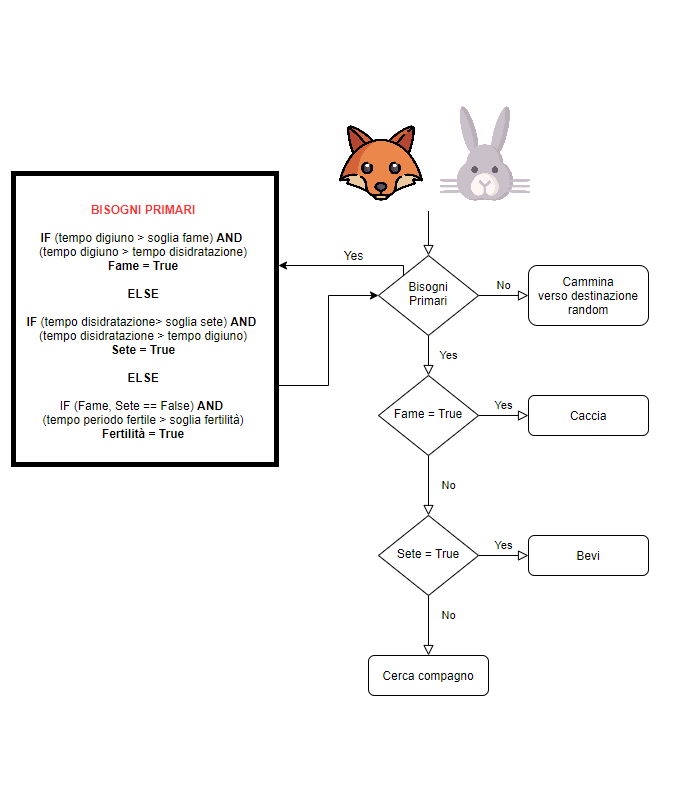 BISOGNI PRIMARI
IF (tempo digiuno > soglia fame) AND
(tempo digiuno > tempo disidratazione)
Fame = True
ELSE
IF (tempo disidratazione> soglia sete) AND
(tempo disidratazione > tempo digiuno)
Sete = True
ELSE
IF (Fame, Sete == False) AND
(tempo periodo fertile > soglia fertilità)
Fertilità = True
Yes
Bisogni
Primari
No
Cammina
verso destinazione
random
Yes
Fame = True
Yes
Caccia
No
Sete = True
Yes
Bevi
No
Cerca compagno